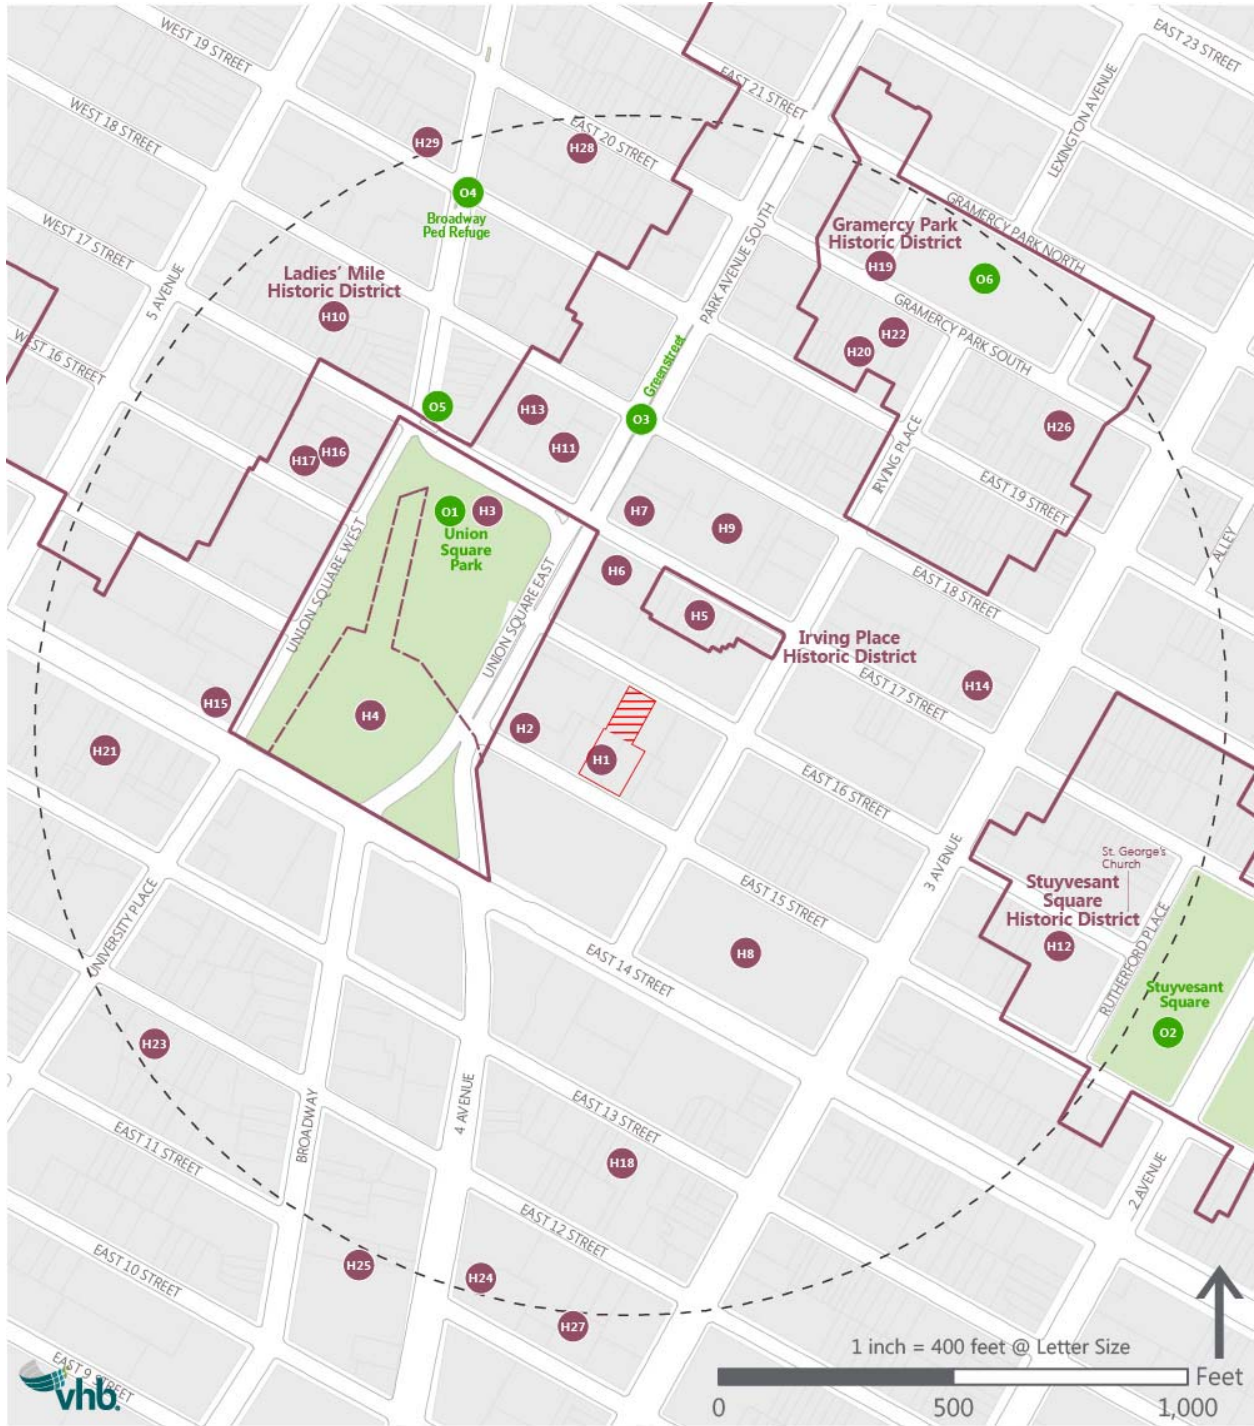 WEST 19 STREET
EAST 23 STREET
EAST 21 STREET
LEXINGTON AVENUE
WEST 18 STREET
H29
H28
EAST 20 STREET
O4
Broadway
Ped Refuge
WEST 17 STREET
GRAMERCY PARK NORTH
Gramercy Park
Historic District
H19
O6
PARK AVENUE SOUTH
5 AVENUE
Ladies' Mile
Historic District
H10
GRAMERCY PARK SOUTH
H22
H20
WEST 16 STREET
Greenstreet
O5
H13
O3
H11
H26
IRVING PLACE
H16
H17
EAST 19 STREET
O1
H3
Union
Square
Park
H7
H9
ALLEY
UNION SQUARE WEST
UNION SQUARE EAST
H6
EAST 18 STREET
H5
Irving Place
Historic District
EAST 17 STREET
H14
H15
H4
H2
H21
H1
EAST 16 STREET
3 AVENUE
St. George's
Church
Stuyvesant
Square
Historic District
H12
EAST 15 STREET
UNIVERSITY PLACE
RUTHERFORD PLACE
H8
EAST 14 STREET
Stuyvesant
Square
O2
H23
4 AVENUE
BROADWAY
EAST 13 STREET
EAST 11 STREET
H18
2 AVENUE
EAST 12 STREET
EAST 10 STREET
H25
H24
H27
EAST 9 STREET
vhb.
1 inch = 400 feet @ Letter Size
Feet
0 500 1,000